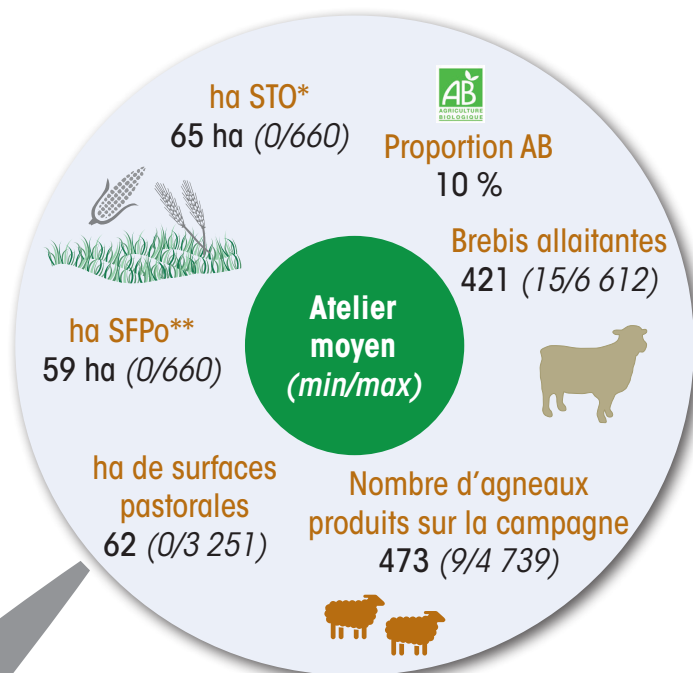 ha STO*
65 ha (0/660)
AB
AGRICULTURE
BIOLOGIQUE
Proportion AB
10 %
Brebis allaitantes
421 (15/6 612)
ha SFPo**
59 ha (0/660)
Atelier
moyen
(min/max)
ha de surfaces
pastorales
62 (0/3 251)
Nombre d’agneaux
produits sur la campagne
473 (9/4 739)